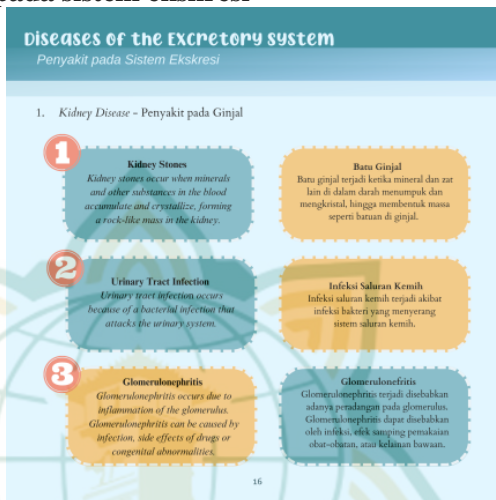 pada sistem ekskresi
Diseases of the Excretory system
Penyakit pada Sistem Ekskresi
1. Kidney Disease - Penyakit pada Ginjal
1
Kidney Stones
Kidney stones occur when minerals
and other substances in the blood
accumulate and crystallize, forming
a rock-like mass in the kidney.
Batu Ginjal
Batu ginjal terjadi ketika mineral dan zat
lain di dalam darah menumpuk dan
mengkristal, hingga membentuk massa
seperti batuan di ginjal.
2
Urinary Tract Infection
Urinary tract infection occurs
because of a bacterial infection that
attacks the urinary system.
Infeksi Saluran Kemih
Infeksi saluran kemih terjadi akibat
infeksi bakteri yang menyerang
sistem saluran kemih.
3
Glomerulonephritis
Glomerulonephritis occurs due to
inflammation of the glomerulus.
Glomerulonephritis can be caused by
infection, side effects of drugs or
congenital abnormalities.
Glomerulonefritis
Glomerulonephritis terjadi disebabkan
adanya peradangan pada glomerulus.
Glomerulonephritis dapat disebabkan
oleh infeksi, efek samping pemakaian
obat-obatan, atau kelainan bawaan.
16